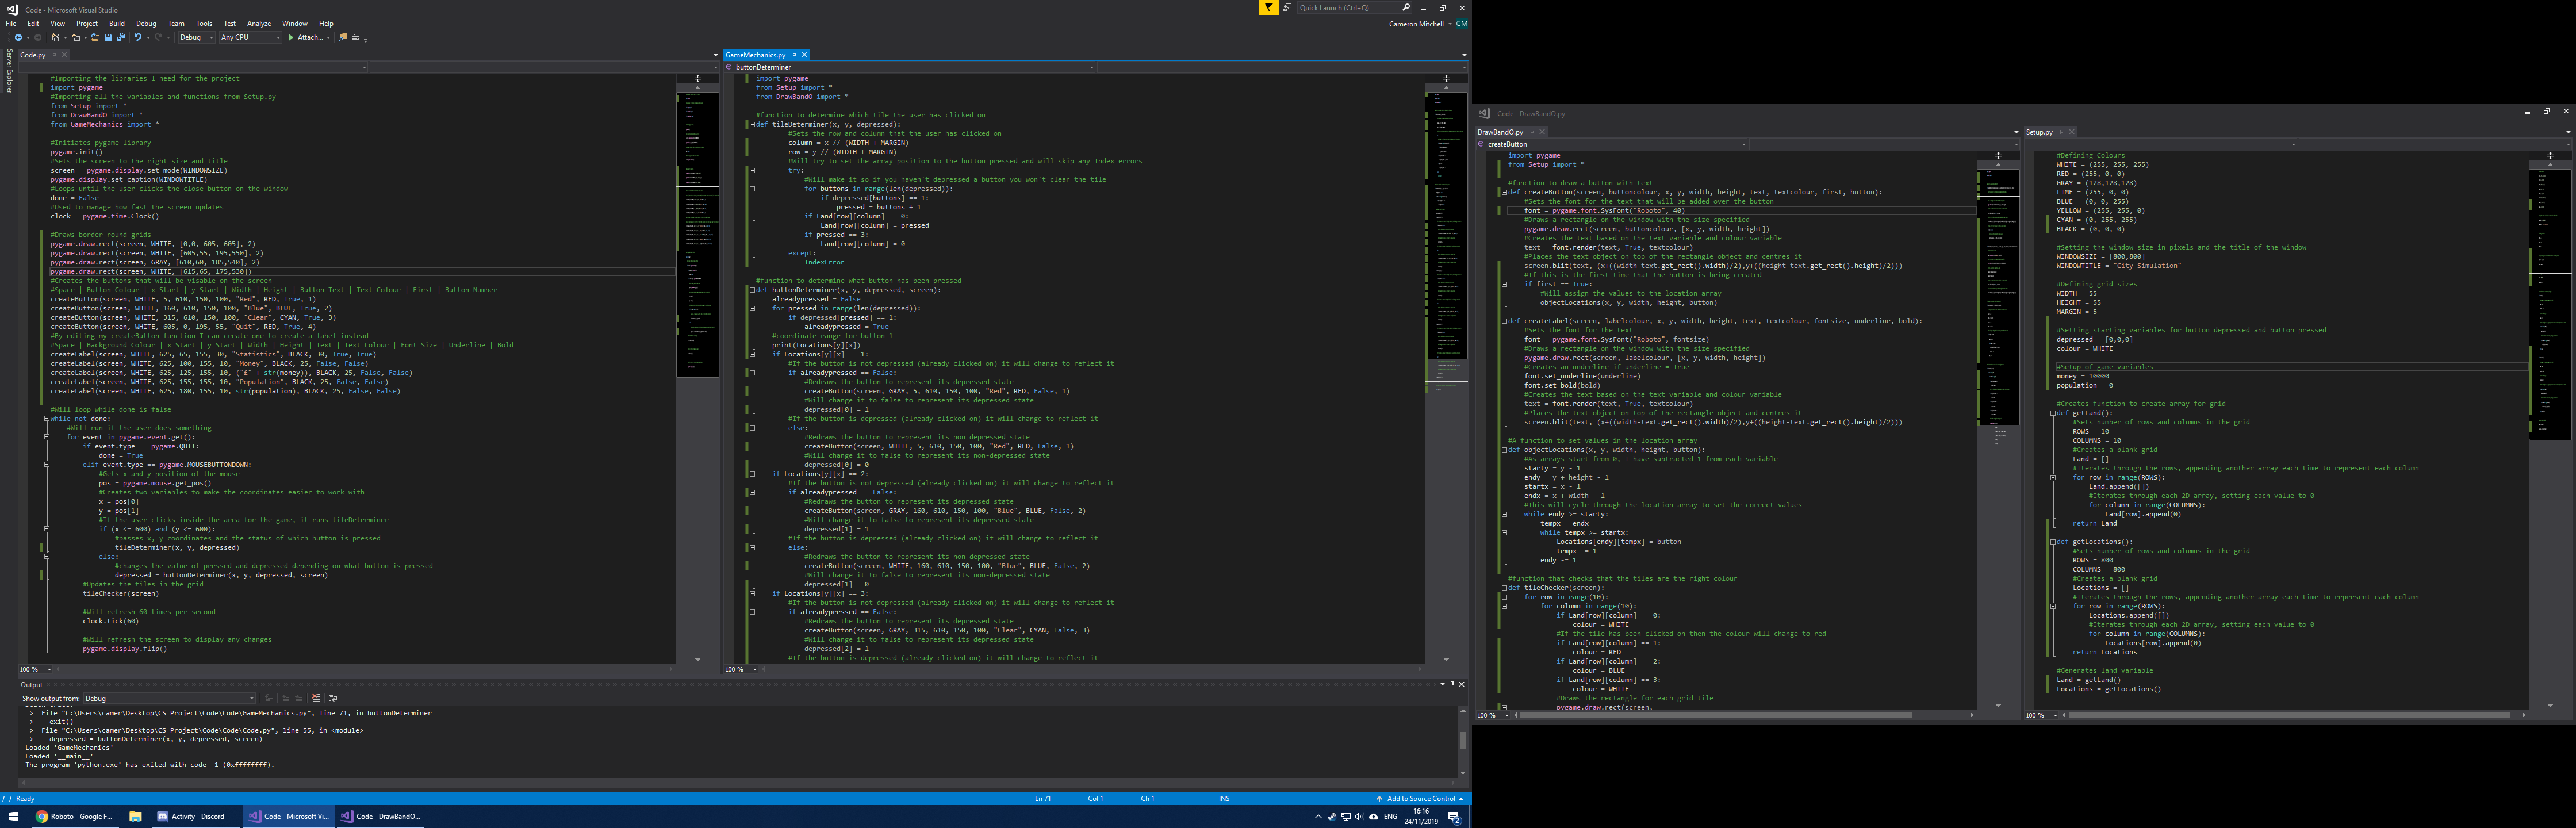 Code - Microsoft Visual Studio
Quick Launch (Ctrl+Q)
File Edit View Project Build Debug Team Tools Test Analyze Window Help
Cameron Mitchell CM
Debug Any CPU Attach...
Server Explorer
Code.py
#Importing the libraries I need for the project
import pygame
#Importing all the variables and functions from Setup.py
from Setup import *
from DrawBandO import *
from GameMechanics import *
#Initiates pygame library
pygame.init()
#Sets the screen to the right size and title
screen = pygame.display.set_mode(WINDOWSIZE)
pygame.display.set_caption(WINDOWTITLE)
#Loops until the user clicks the close button on the window
done = False
#Used to manage how fast the screen updates
clock = pygame.time.Clock()
#Draws border round grids
pygame.draw.rect(screen, WHITE, [0,0, 605, 605], 2)
pygame.draw.rect(screen, WHITE, [605,55, 195,550], 2)
pygame.draw.rect(screen, GRAY, [610,60, 185,540], 2)
pygame.draw.rect(screen, WHITE, [615,65, 175,530])
#Creates the buttons that will be visable on the screen
#Space | Button Colour | x Start | y Start | Width | Height | Button Text | Text Colour | First | Button Number
createButton(screen, WHITE, 5, 610, 150, 100, "Red", RED, True, 1)
createButton(screen, WHITE, 160, 610, 150, 100, "Blue", BLUE, True, 2)
createButton(screen, WHITE, 315, 610, 150, 100, "Clear", CYAN, True, 3)
createButton(screen, WHITE, 605, 0, 195, 55, "Quit", RED, True, 4)
#By editing my createButton function I can create one to create a label instead
#Space | Background Colour | x Start | y Start | Width | Height | Text | Text Colour | Font Size | Underline | Bold
createLabel(screen, WHITE, 625, 65, 155, 30, "Statistics", BLACK, 30, True, True)
createLabel(screen, WHITE, 625, 100, 155, 10, "Money", BLACK, 25, False, False)
createLabel(screen, WHITE, 625, 125, 155, 10, ("£" + str(money)), BLACK, 25, False, False)
createLabel(screen, WHITE, 625, 155, 155, 10, "Population", BLACK, 25, False, False)
createLabel(screen, WHITE, 625, 180, 155, 10, str(population), BLACK, 25, False, False)
#Will loop while done is false
while not done:
#Will run if the user does something
for event in pygame.event.get():
if event.type == pygame.QUIT:
done = True
elif event.type == pygame.MOUSEBUTTONDOWN:
#Gets x and y position of the mouse
pos = pygame.mouse.get_pos()
#Creates two variables to make the coordinates easier to work with
x = pos[0]
y = pos[1]
#If the user clicks inside the area for the game, it runs tileDeterminer
if (x <= 600) and (y <= 600):
#passes x, y coordinates and the status of which button is pressed
tileDeterminer(x, y, depressed)
else:
#changes the value of pressed and depressed depending on what button is pressed
depressed = buttonDeterminer(x, y, depressed, screen)
#Updates the tiles in the grid
tileChecker(screen)
#Will refresh 60 times per second
clock.tick(60)
#Will refresh the screen to display any changes
pygame.display.flip()
100 %
GameMechanics.py
buttonDeterminer
import pygame
from Setup import *
from DrawBandO import *
#function to determine which tile the user has clicked on
def tileDeterminer(x, y, depressed):
#Sets the row and column that the user has clicked on
column = x // (WIDTH + MARGIN)
row = y // (WIDTH + MARGIN)
#Will try to set the array position to the button pressed and will skip any Index errors
try:
#Will make it so if you haven't depressed a button you won't clear the tile
for buttons in range(len(depressed)):
if depressed[buttons] == 1:
pressed = buttons + 1
if Land[row][column] == 0:
Land[row][column] = pressed
if pressed == 3:
Land[row][column] = 0
except:
IndexError
#function to determine what button has been pressed
def buttonDeterminer(x, y, depressed, screen):
alreadypressed = False
for pressed in range(len(depressed)):
if depressed[pressed] == 1:
alreadypressed = True
#coordinate range for button 1
print(Locations[y][x])
if Locations[y][x] == 1:
#If the button is not depressed (already clicked on) it will change to reflect it
if alreadypressed == False:
#Redraws the button to represent its depressed state
createButton(screen, GRAY, 5, 610, 150, 100, "Red", RED, False, 1)
#Will change it to false to represent its depressed state
depressed[0] = 1
#If the button is depressed (already clicked on) it will change to reflect it
else:
#Redraws the button to represent its non depressed state
createButton(screen, WHITE, 5, 610, 150, 100, "Red", RED, False, 1)
#Will change it to false to represent its non-depressed state
depressed[0] = 0
if Locations[y][x] == 2:
#If the button is not depressed (already clicked on) it will change to reflect it
if alreadypressed == False:
#Redraws the button to represent its depressed state
createButton(screen, GRAY, 160, 610, 150, 100, "Blue", BLUE, False, 2)
#Will change it to false to represent its depressed state
depressed[1] = 1
#If the button is depressed (already clicked on) it will change to reflect it
else:
#Redraws the button to represent its non depressed state
createButton(screen, WHITE, 160, 610, 150, 100, "Blue", BLUE, False, 2)
#Will change it to false to represent its non-depressed state
depressed[1] = 0
if Locations[y][x] == 3:
#If the button is not depressed (already clicked on) it will change to reflect it
if alreadypressed == False:
#Redraws the button to represent its depressed state
createButton(screen, GRAY, 315, 610, 150, 100, "Clear", CYAN, False, 3)
#Will change it to false to represent its depressed state
depressed[2] = 1
#If the button is depressed (already clicked on) it will change to reflect it
100 %
Output
Show output from: Debug
> File "C:\Users\camer\Desktop\CS Project\Code\Code\GameMechanics.py", line 71, in buttonDeterminer
> exit()
> File "C:\Users\camer\Desktop\CS Project\Code\Code\Code.py", line 55, in <module>
> depressed = buttonDeterminer(x, y, depressed, screen)
Loaded 'GameMechanics'
Loaded '__main__'
The program 'python.exe' has exited with code -1 (0xffffffff).
Ready Ln 71 Col 1 Ch 1 INS Add to Source Control
Roboto - Google F... Activity - Discord Code - Microsoft Vi... Code - DrawBandO... ENG 16:16 24/11/2019 2
Code - DrawBandO.py
DrawBandO.py
createButton
import pygame
from Setup import *
#function to draw a button with text
def createButton(screen, buttoncolour, x, y, width, height, text, textcolour, first, button):
#Sets the font for the text that will be added over the button
font = pygame.font.SysFont("Roboto", 40)
#Draws a rectangle on the window with the size specified
pygame.draw.rect(screen, buttoncolour, [x, y, width, height])
#Creates the text based on the text variable and colour variable
text = font.render(text, True, textcolour)
#Places the text object on top of the rectangle object and centres it
screen.blit(text, (x+((width-text.get_rect().width)/2),y+((height-text.get_rect().height)/2)))
#If this is the first time that the button is being created
if first == True:
#Will assign the values to the location array
objectLocations(x, y, width, height, button)
def createLabel(screen, labelcolour, x, y, width, height, text, textcolour, fontsize, underline, bold):
#Sets the font for the text
font = pygame.font.SysFont("Roboto", fontsize)
#Draws a rectangle on the window with the size specified
pygame.draw.rect(screen, labelcolour, [x, y, width, height])
#Creates an underline if underline = True
font.set_underline(underline)
font.set_bold(bold)
#Creates the text based on the text variable and colour variable
text = font.render(text, True, textcolour)
#Places the text object on top of the rectangle object and centres it
screen.blit(text, (x+((width-text.get_rect().width)/2),y+((height-text.get_rect().height)/2)))
#A function to set values in the location array
def objectLocations(x, y, width, height, button):
#As arrays start from 0, I have subtracted 1 from each variable
starty = y - 1
endy = y + height - 1
startx = x - 1
endx = x + width - 1
#This will cycle through the location array to set the correct values
while endy >= starty:
tempx = endx
while tempx >= startx:
Locations[endy][tempx] = button
tempx -= 1
endy -= 1
#function that checks that the tiles are the right colour
def tileChecker(screen):
for row in range(10):
for column in range(10):
if Land[row][column] == 0:
colour = WHITE
#If the tile has been clicked on then the colour will change to red
if Land[row][column] == 1:
colour = RED
if Land[row][column] == 2:
colour = BLUE
if Land[row][column] == 3:
colour = WHITE
#Draws the rectangle for each grid tile
pygame.draw.rect(screen,
100 %
Setup.py
#Defining Colours
WHITE = (255, 255, 255)
RED = (255, 0, 0)
GRAY = (128,128,128)
LIME = (255, 0, 0)
BLUE = (0, 0, 255)
YELLOW = (255, 255, 0)
CYAN = (0, 255, 255)
BLACK = (0, 0, 0)
#Setting the window size in pixels and the title of the window
WINDOWSIZE = [800,800]
WINDOWTITLE = "City Simulation"
#Defining grid sizes
WIDTH = 55
HEIGHT = 55
MARGIN = 5
#Setting starting variables for button depressed and button pressed
depressed = [0,0,0]
colour = WHITE
#Setup of game variables
money = 10000
population = 0
#Creates function to create array for grid
def getLand():
#Sets number of rows and columns in the grid
ROWS = 10
COLUMNS = 10
#Creates a blank grid
Land = []
#Iterates through the rows, appending another array each time to represent each column
for row in range(ROWS):
Land.append([])
#Iterates through each 2D array, setting each value to 0
for column in range(COLUMNS):
Land[row].append(0)
return Land
def getLocations():
#Sets number of rows and columns in the grid
ROWS = 800
COLUMNS = 800
#Creates a blank grid
Locations = []
#Iterates through the rows, appending another array each time to represent each column
for row in range(ROWS):
Locations.append([])
#Iterates through each 2D array, setting each value to 0
for column in range(COLUMNS):
Locations[row].append(0)
return Locations
#Generates land variable
Land = getLand()
Locations = getLocations()
100 %